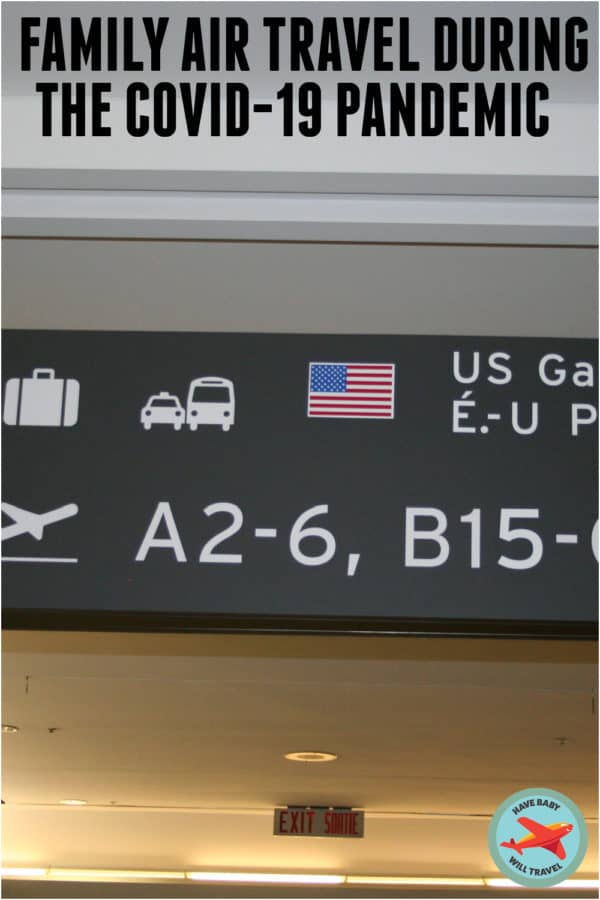 FAMILY AIR TRAVEL DURING
THE COVID-19 PANDEMIC
US Ga
É.-U P
A2-6, B15-
EXIT SORTIE
HAVE BABY
WILL TRAVEL